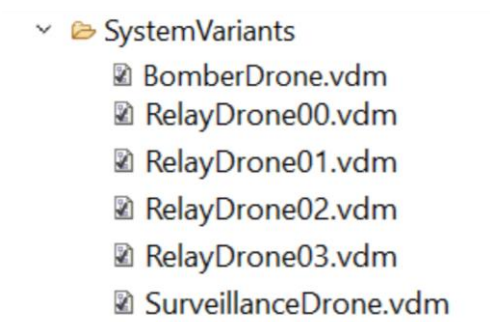 SystemVariants
BomberDrone.vdm
RelayDrone00.vdm
RelayDrone01.vdm
RelayDrone02.vdm
RelayDrone03.vdm
SurveillanceDrone.vdm